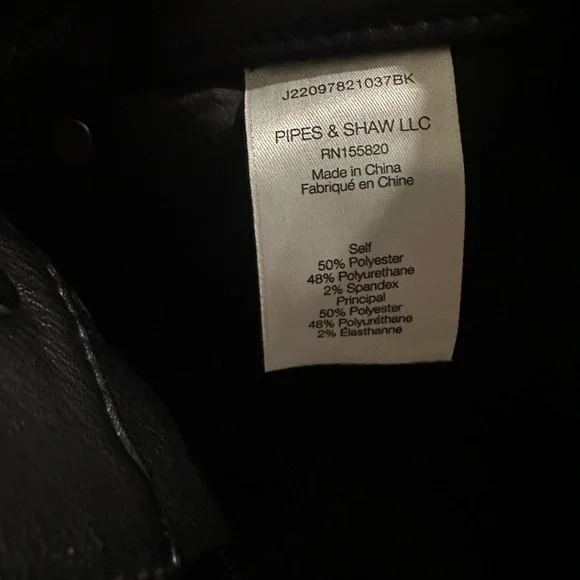 J22097821037BK
PIPES & SHAW LLC
RN155820
Made in China
Fabriqué en Chine
Self
50% Polyester
48% Polyurethane
2% Spandex
Principal
50% Polyester
48% Polyuréthane
2% Élasthanne